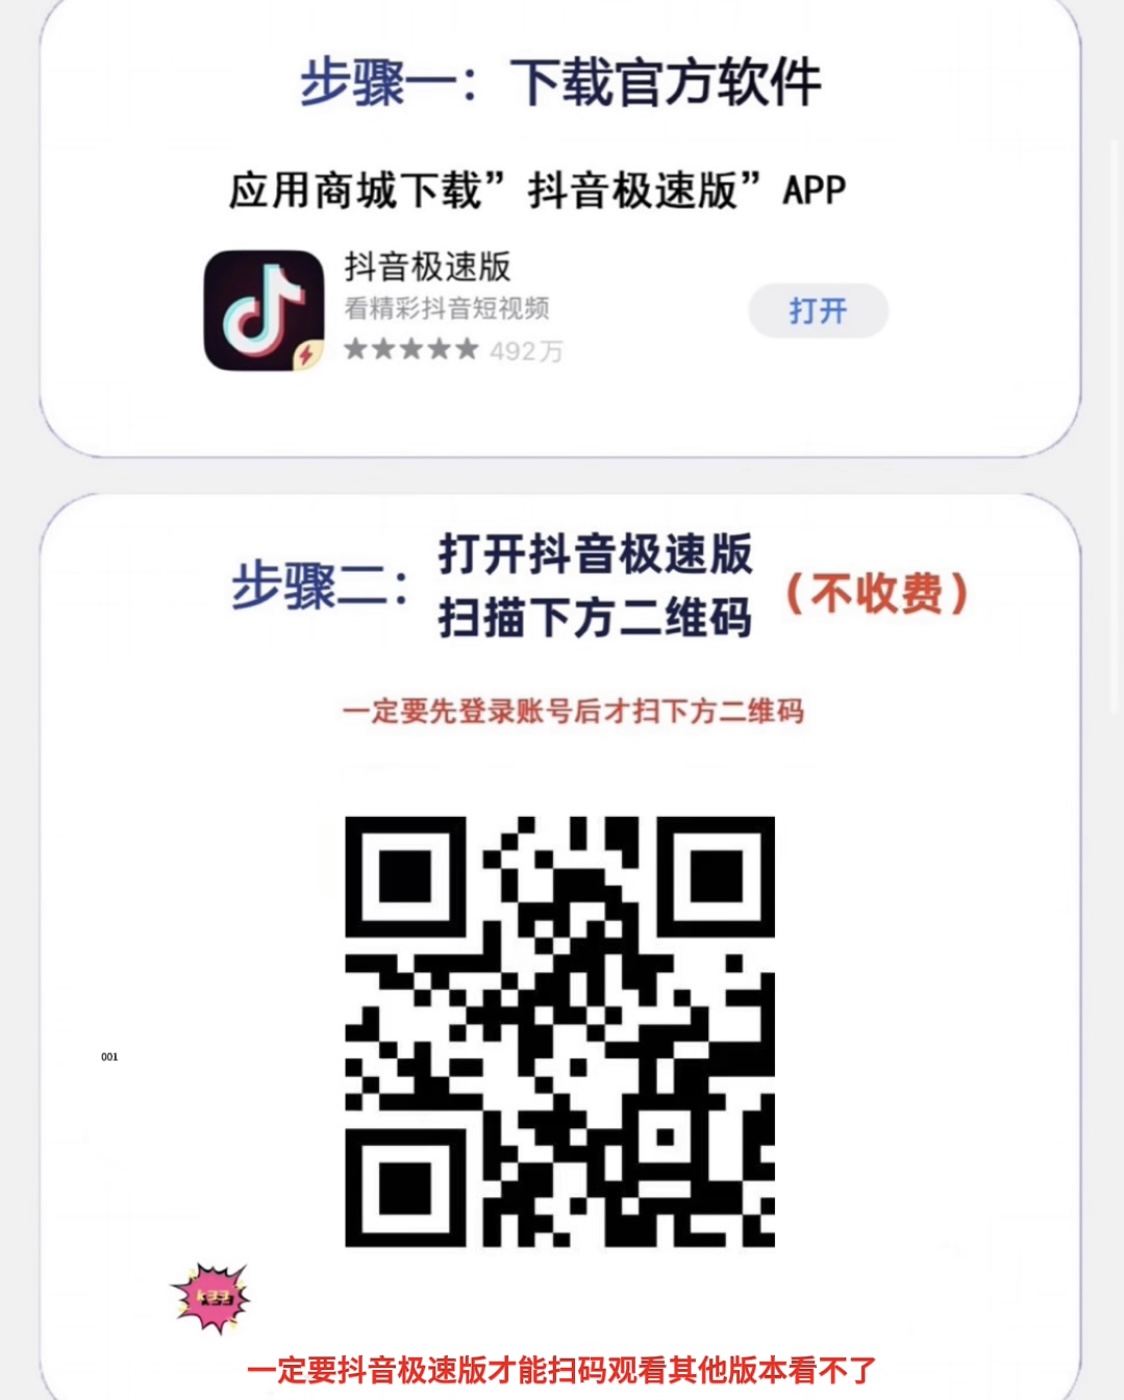 步骤一：下载官方软件
应用商城下载”抖音极速版”APP
抖音极速版
看精彩抖音短视频
492万
打开
步骤二：
打开抖音极速版
扫描下方二维码
（不收费）
一定要先登录账号后才扫下方二维码
001
k33
k33
一定要抖音极速版才能扫码观看其他版本看不了